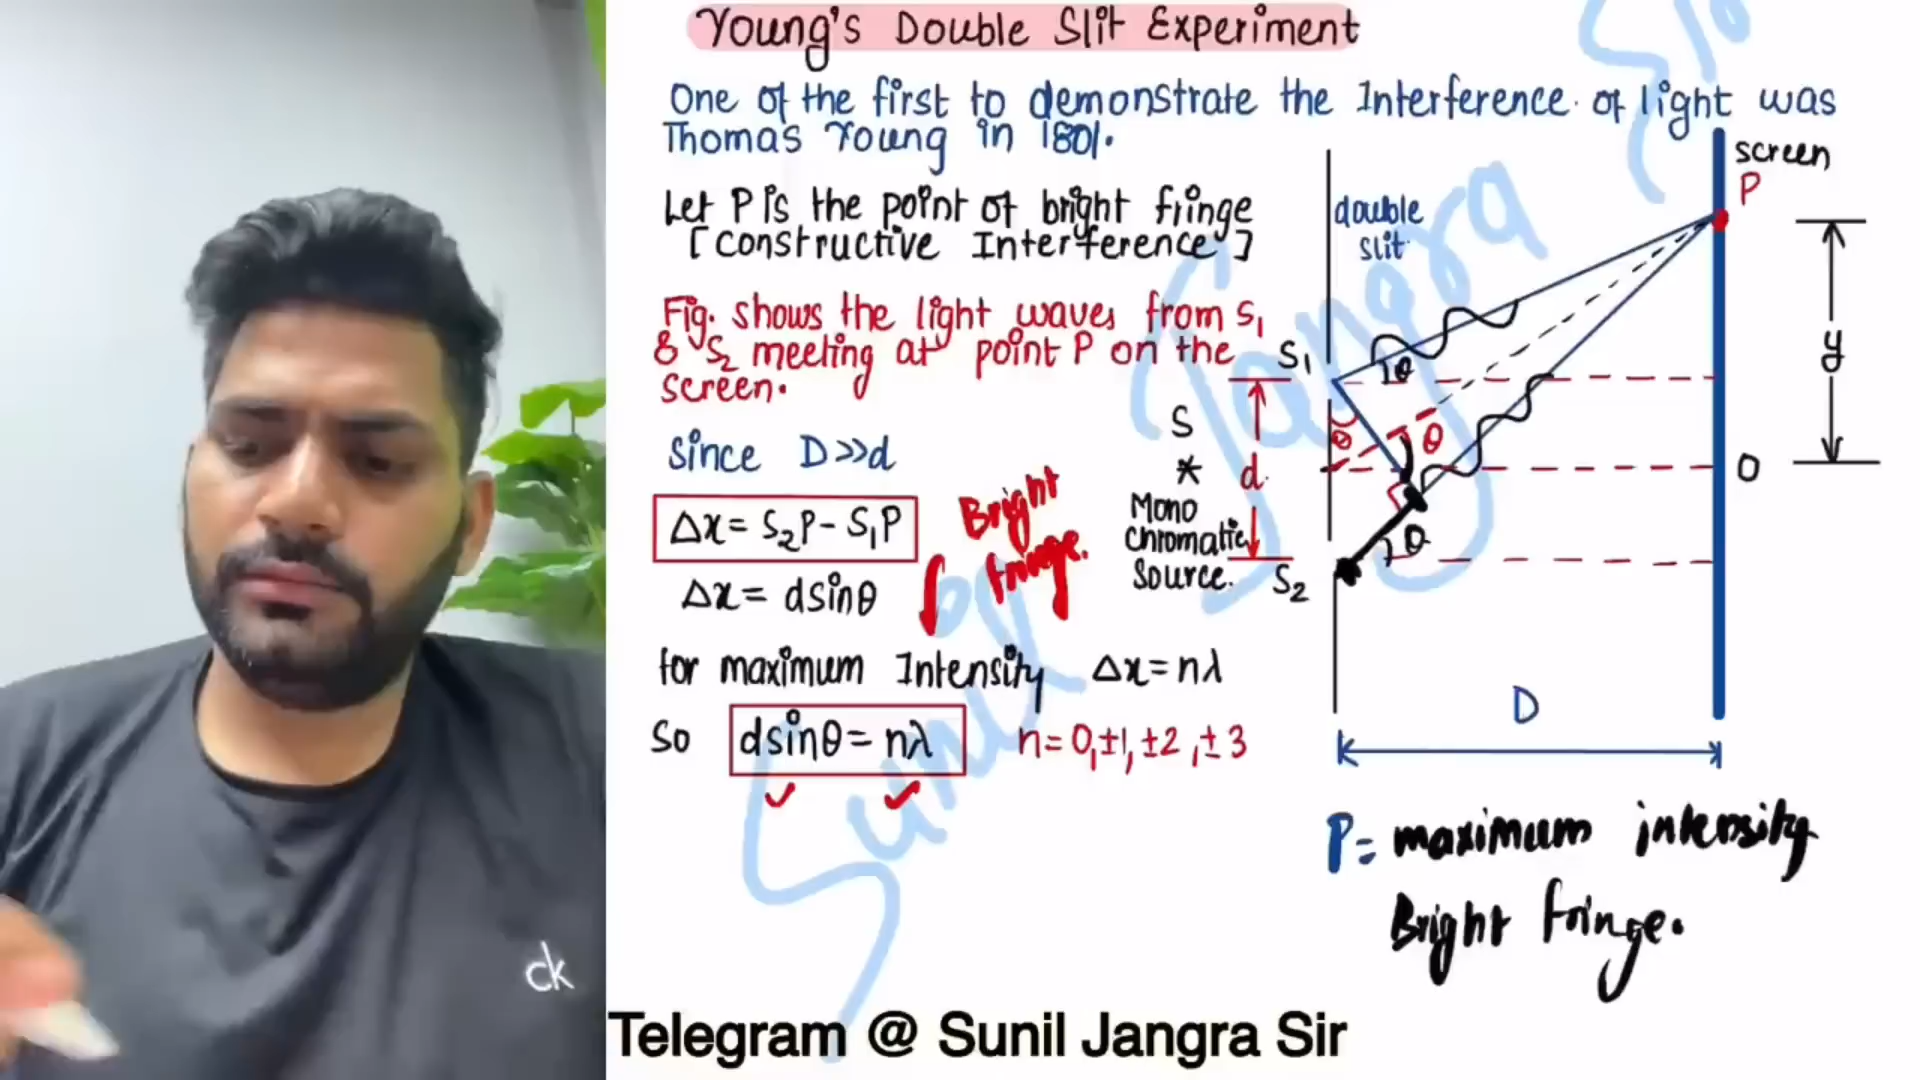 Young's Double Slit Experiment
One of the first to demonstrate the Interference of light was
Thomas Young in 1801.
Let P is the point of bright fringe
[Constructive Interference]
Fig. shows the light waves from S₁
& S₂ meeting at point P on the
screen.
Since D>>d
Δx = S₂P - S₁P
Δx = dsinθ
Bright
fringe.
for maximum Intensity Δx = nλ
So dsinθ = nλ n = 0, ±1, ±2, ±3
screen
P
double
slit
y
S₁
θ
S
*
d
θ
θ
O
Mono
Chromatic
Source.
S₂
θ
D
P = maximum intensity
Bright fringe.
Sunil Jangra Sir
ck
Telegram @ Sunil Jangra Sir